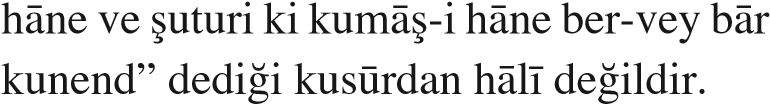 hāne ve şuturi ki kumāş-i hāne ber-vey bār
kunend” dediği kusūrdan hālī değildir.